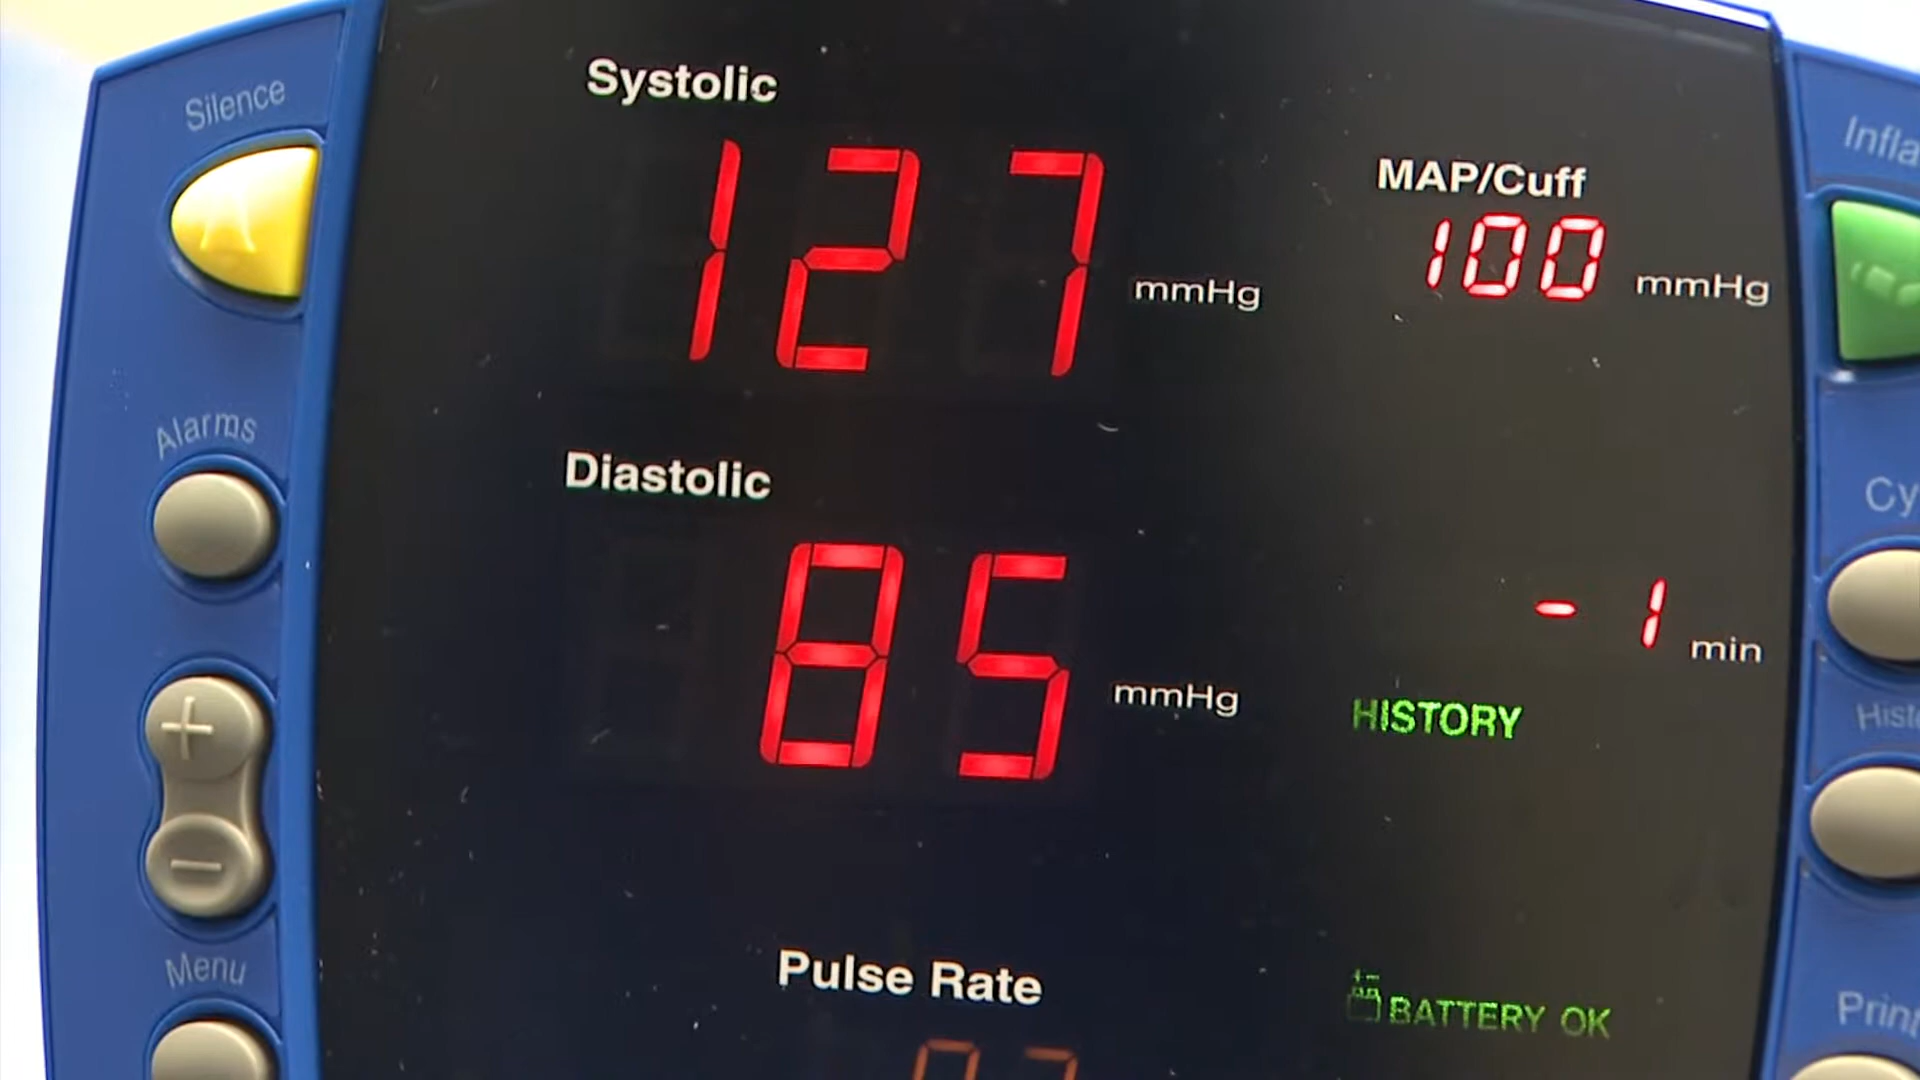 Silence
Systolic
127 mmHg
MAP/Cuff
100 mmHg
Alarms
Diastolic
85 mmHg
- 1 min
HISTORY
Menu
Pulse Rate
BATTERY OK
Print